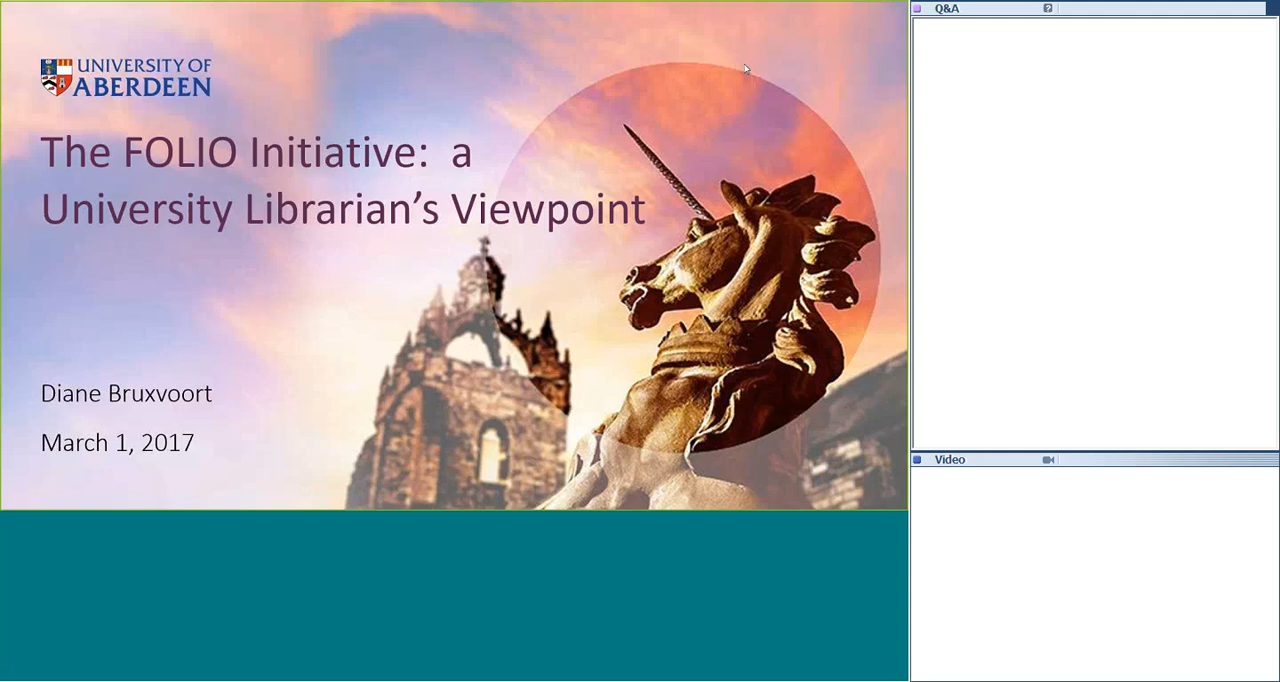 UNIVERSITY OF
ABERDEEN
The FOLIO Initiative: a
University Librarian’s Viewpoint
Diane Bruxvoort
March 1, 2017
Q&A
?
Video